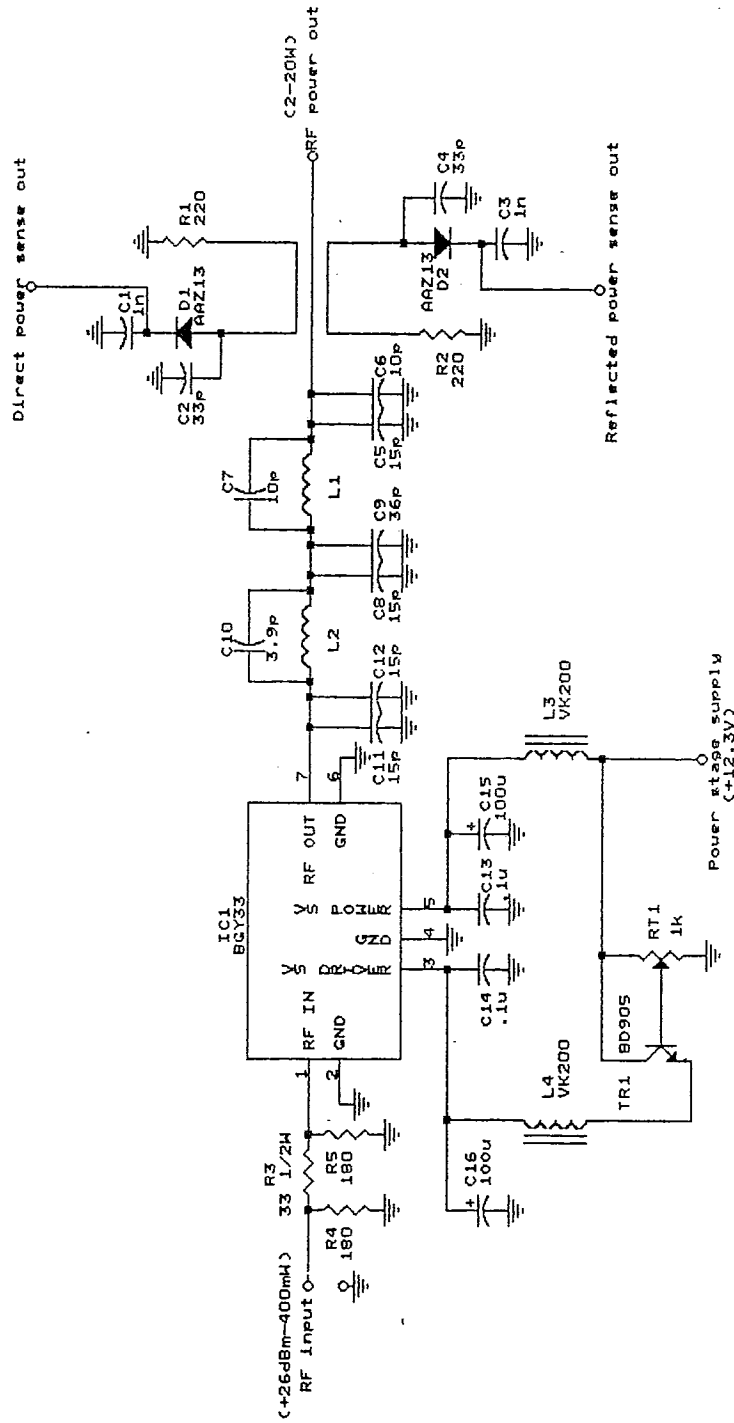 Direct power sense out
(2-20W)
RF power out
R1
220
C1
1n
D1
AAZ13
C2
33p
C4
33p
AAZ13
D2
C3
1n
R2
220
Reflected power sense out
C7
10p
L1
C6
10p
C5
15p
C10
3.9p
L2
C9
36p
C8
15p
C12
15p
C11
15p
IC1
BGY33
RF IN
GND
VS DRIVER
GND
VS POWER
RF OUT
GND
1
2
3
4
5
7
6
R3
33 1/2W
R5
180
R4
180
(+26dBm-400mW)
RF input
C14
.1u
C13
.1u
C15
100u
C16
100u
L3
VK200
L4
VK200
TR1
BD905
RT1
1k
Power stage supply
(+12.3V)